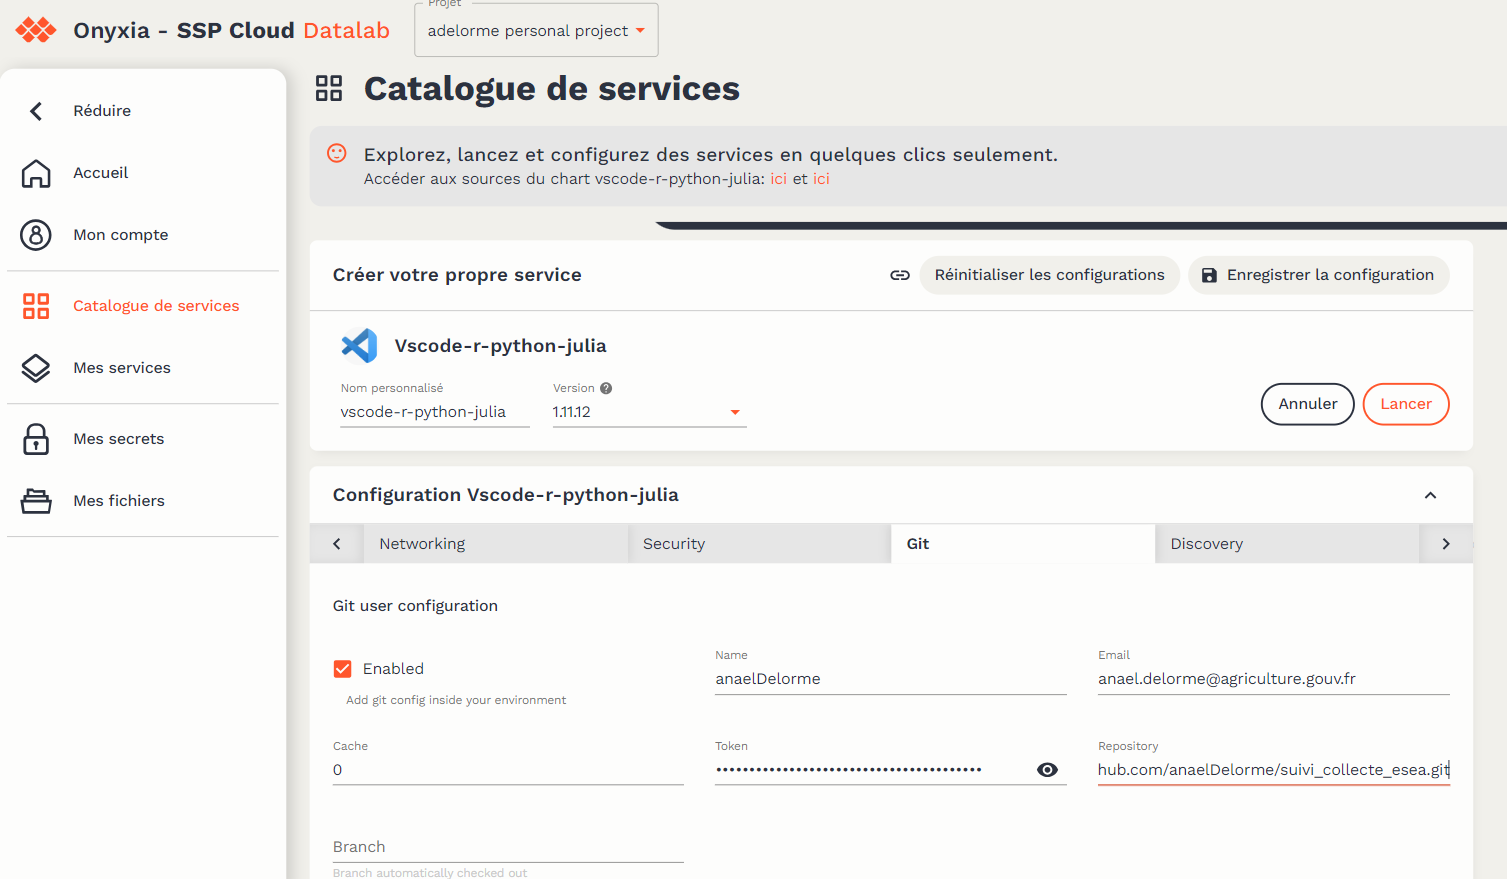 Onyxia - SSP Cloud Datalab
Projet
adelorme personal project
Réduire
Accueil
Mon compte
Catalogue de services
Mes services
Mes secrets
Mes fichiers
Catalogue de services
Explorez, lancez et configurez des services en quelques clics seulement.
Accéder aux sources du chart vscode-r-python-julia: ici et ici
Créer votre propre service
Réinitialiser les configurations
Enregistrer la configuration
Vscode-r-python-julia
Nom personnalisé
vscode-r-python-julia
Version
1.11.12
Annuler
Lancer
Configuration Vscode-r-python-julia
Networking
Security
Git
Discovery
Git user configuration
Enabled
Add git config inside your environment
Name
anaelDelorme
Email
anael.delorme@agriculture.gouv.fr
Cache
0
Token
Repository
hub.com/anaelDelorme/suivi_collecte_esea.git
Branch
Branch automatically checked out